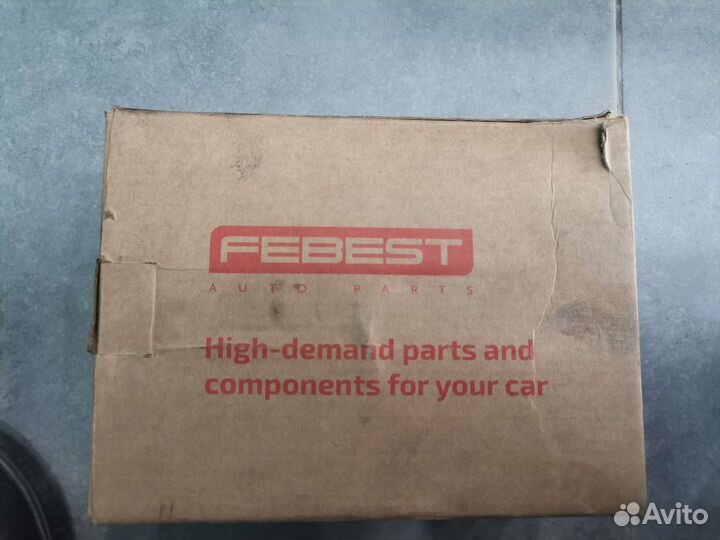 FEBEST
AUTO PARTS
High-demand parts and
components for your car
Avito